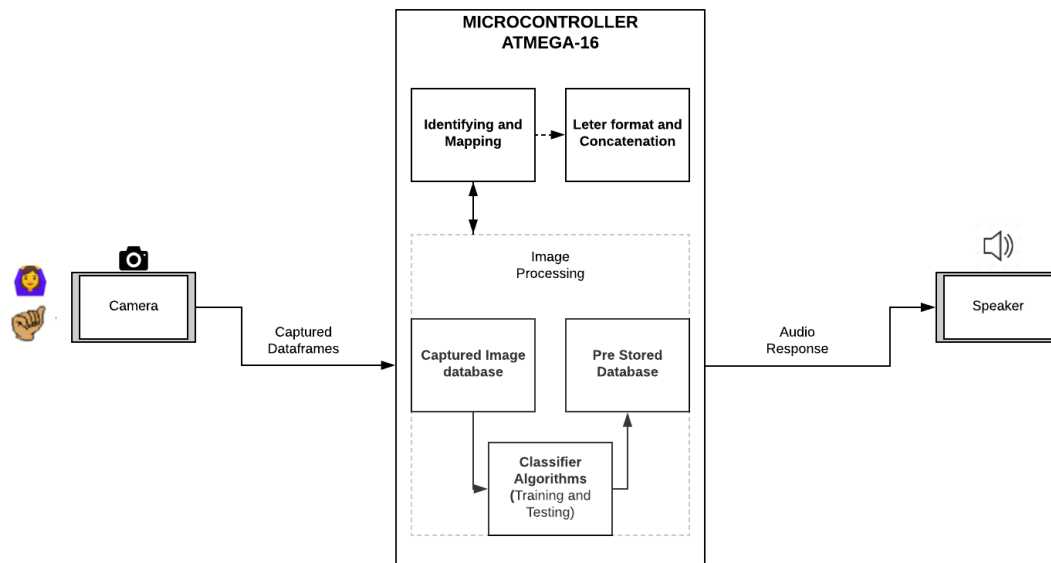 MICROCONTROLLER
ATMEGA-16
Identifying and
Mapping
Leter format and
Concatenation
Image
Processing
Camera
Captured
Dataframes
Captured Image
database
Pre Stored
Database
Classifier
Algorithms
(Training and
Testing)
Audio
Response
Speaker